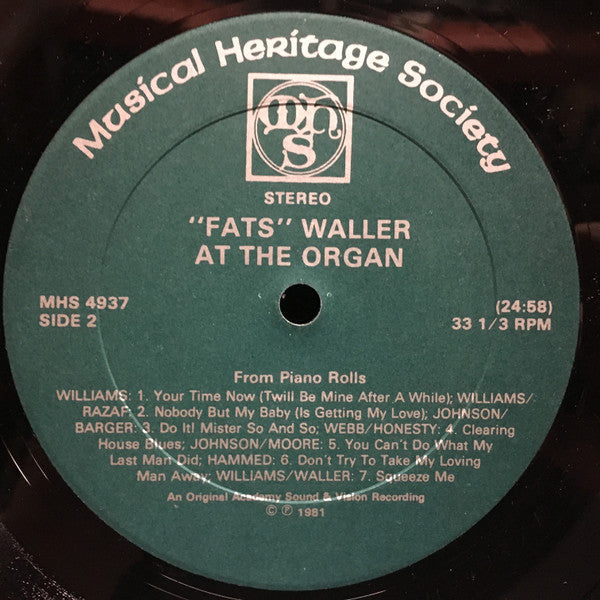 Musical Heritage Society
mhs
STEREO
"FATS" WALLER
AT THE ORGAN
MHS 4937
SIDE 2
(24:58)
33 1/3 RPM
From Piano Rolls
WILLIAMS: 1. Your Time Now (Twill Be Mine After A While); WILLIAMS/
RAZAF: 2. Nobody But My Baby (Is Getting My Love); JOHNSON/
BARGER: 3. Do It! Mister So And So; WEBB/HONESTY: 4. Clearing
House Blues; JOHNSON/MOORE: 5. You Can't Do What My
Last Man Did; HAMMED: 6. Don't Try To Take My Loving
Man Away; WILLIAMS/WALLER: 7. Squeeze Me
An Original Academy Sound & Vision Recording
© ℗ 1981